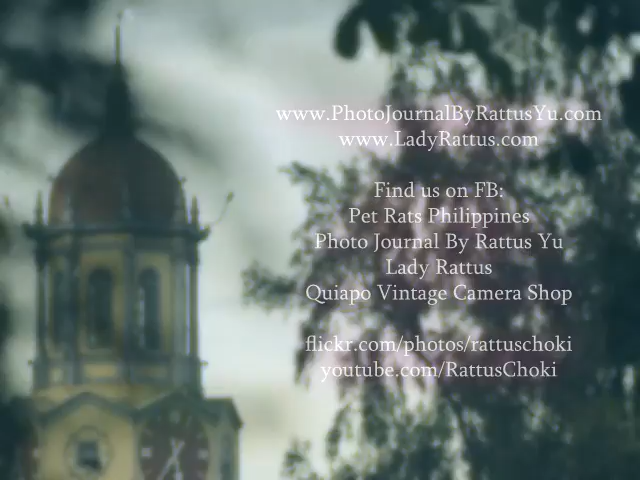 www.PhotoJournalByRattusYu.com
www.LadyRattus.com
Find us on FB:
Pet Rats Philippines
Photo Journal By Rattus Yu
Lady Rattus
Quiapo Vintage Camera Shop
flickr.com/photos/rattuschoki
youtube.com/RattusChoki